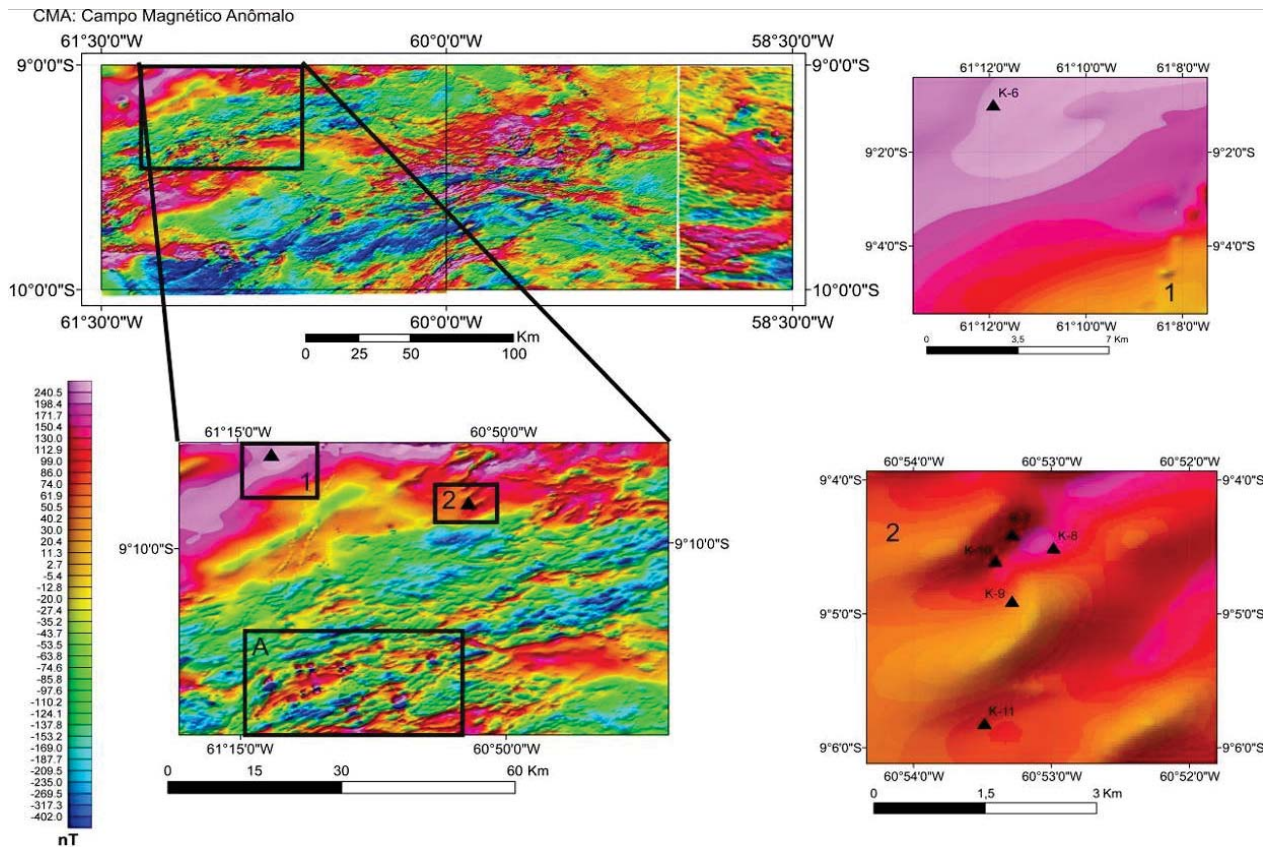 CMA: Campo Magnético Anômalo
61°30'0"W 60°0'0"W 58°30'0"W
9°0'0"S 9°0'0"S
10°0'0"S 10°0'0"S
61°30'0"W 60°0'0"W 58°30'0"W
Km
0 25 50 100
61°12'0"W 61°10'0"W 61°8'0"W
K-6
9°20'0"S 9°20'0"S
9°40'0"S 9°40'0"S
1
61°12'0"W 61°10'0"W 61°8'0"W
0 3,5 7 Km
240.5
198.4
171.7
150.4
130.0
112.9
99.0
86.0
74.0
61.9
50.5
40.2
30.0
20.4
11.3
2.7
-5.4
-12.8
-20.0
-27.4
-35.2
-43.7
-53.5
-63.8
-74.6
-85.8
-97.6
-110.2
-124.1
-137.8
-153.2
-169.0
-187.7
-209.5
-235.0
-269.5
-317.3
-402.0
nT
61°15'0"W 60°50'0"W
1
2
9°10'0"S 9°10'0"S
A
61°15'0"W 60°50'0"W
0 15 30 60 Km
60°54'0"W 60°53'0"W 60°52'0"W
9°40'0"S 9°40'0"S
2
K-8
K-10
K-9
9°50'0"S 9°50'0"S
K-11
9°60'0"S 9°60'0"S
60°54'0"W 60°53'0"W 60°52'0"W
0 1,5 3 Km